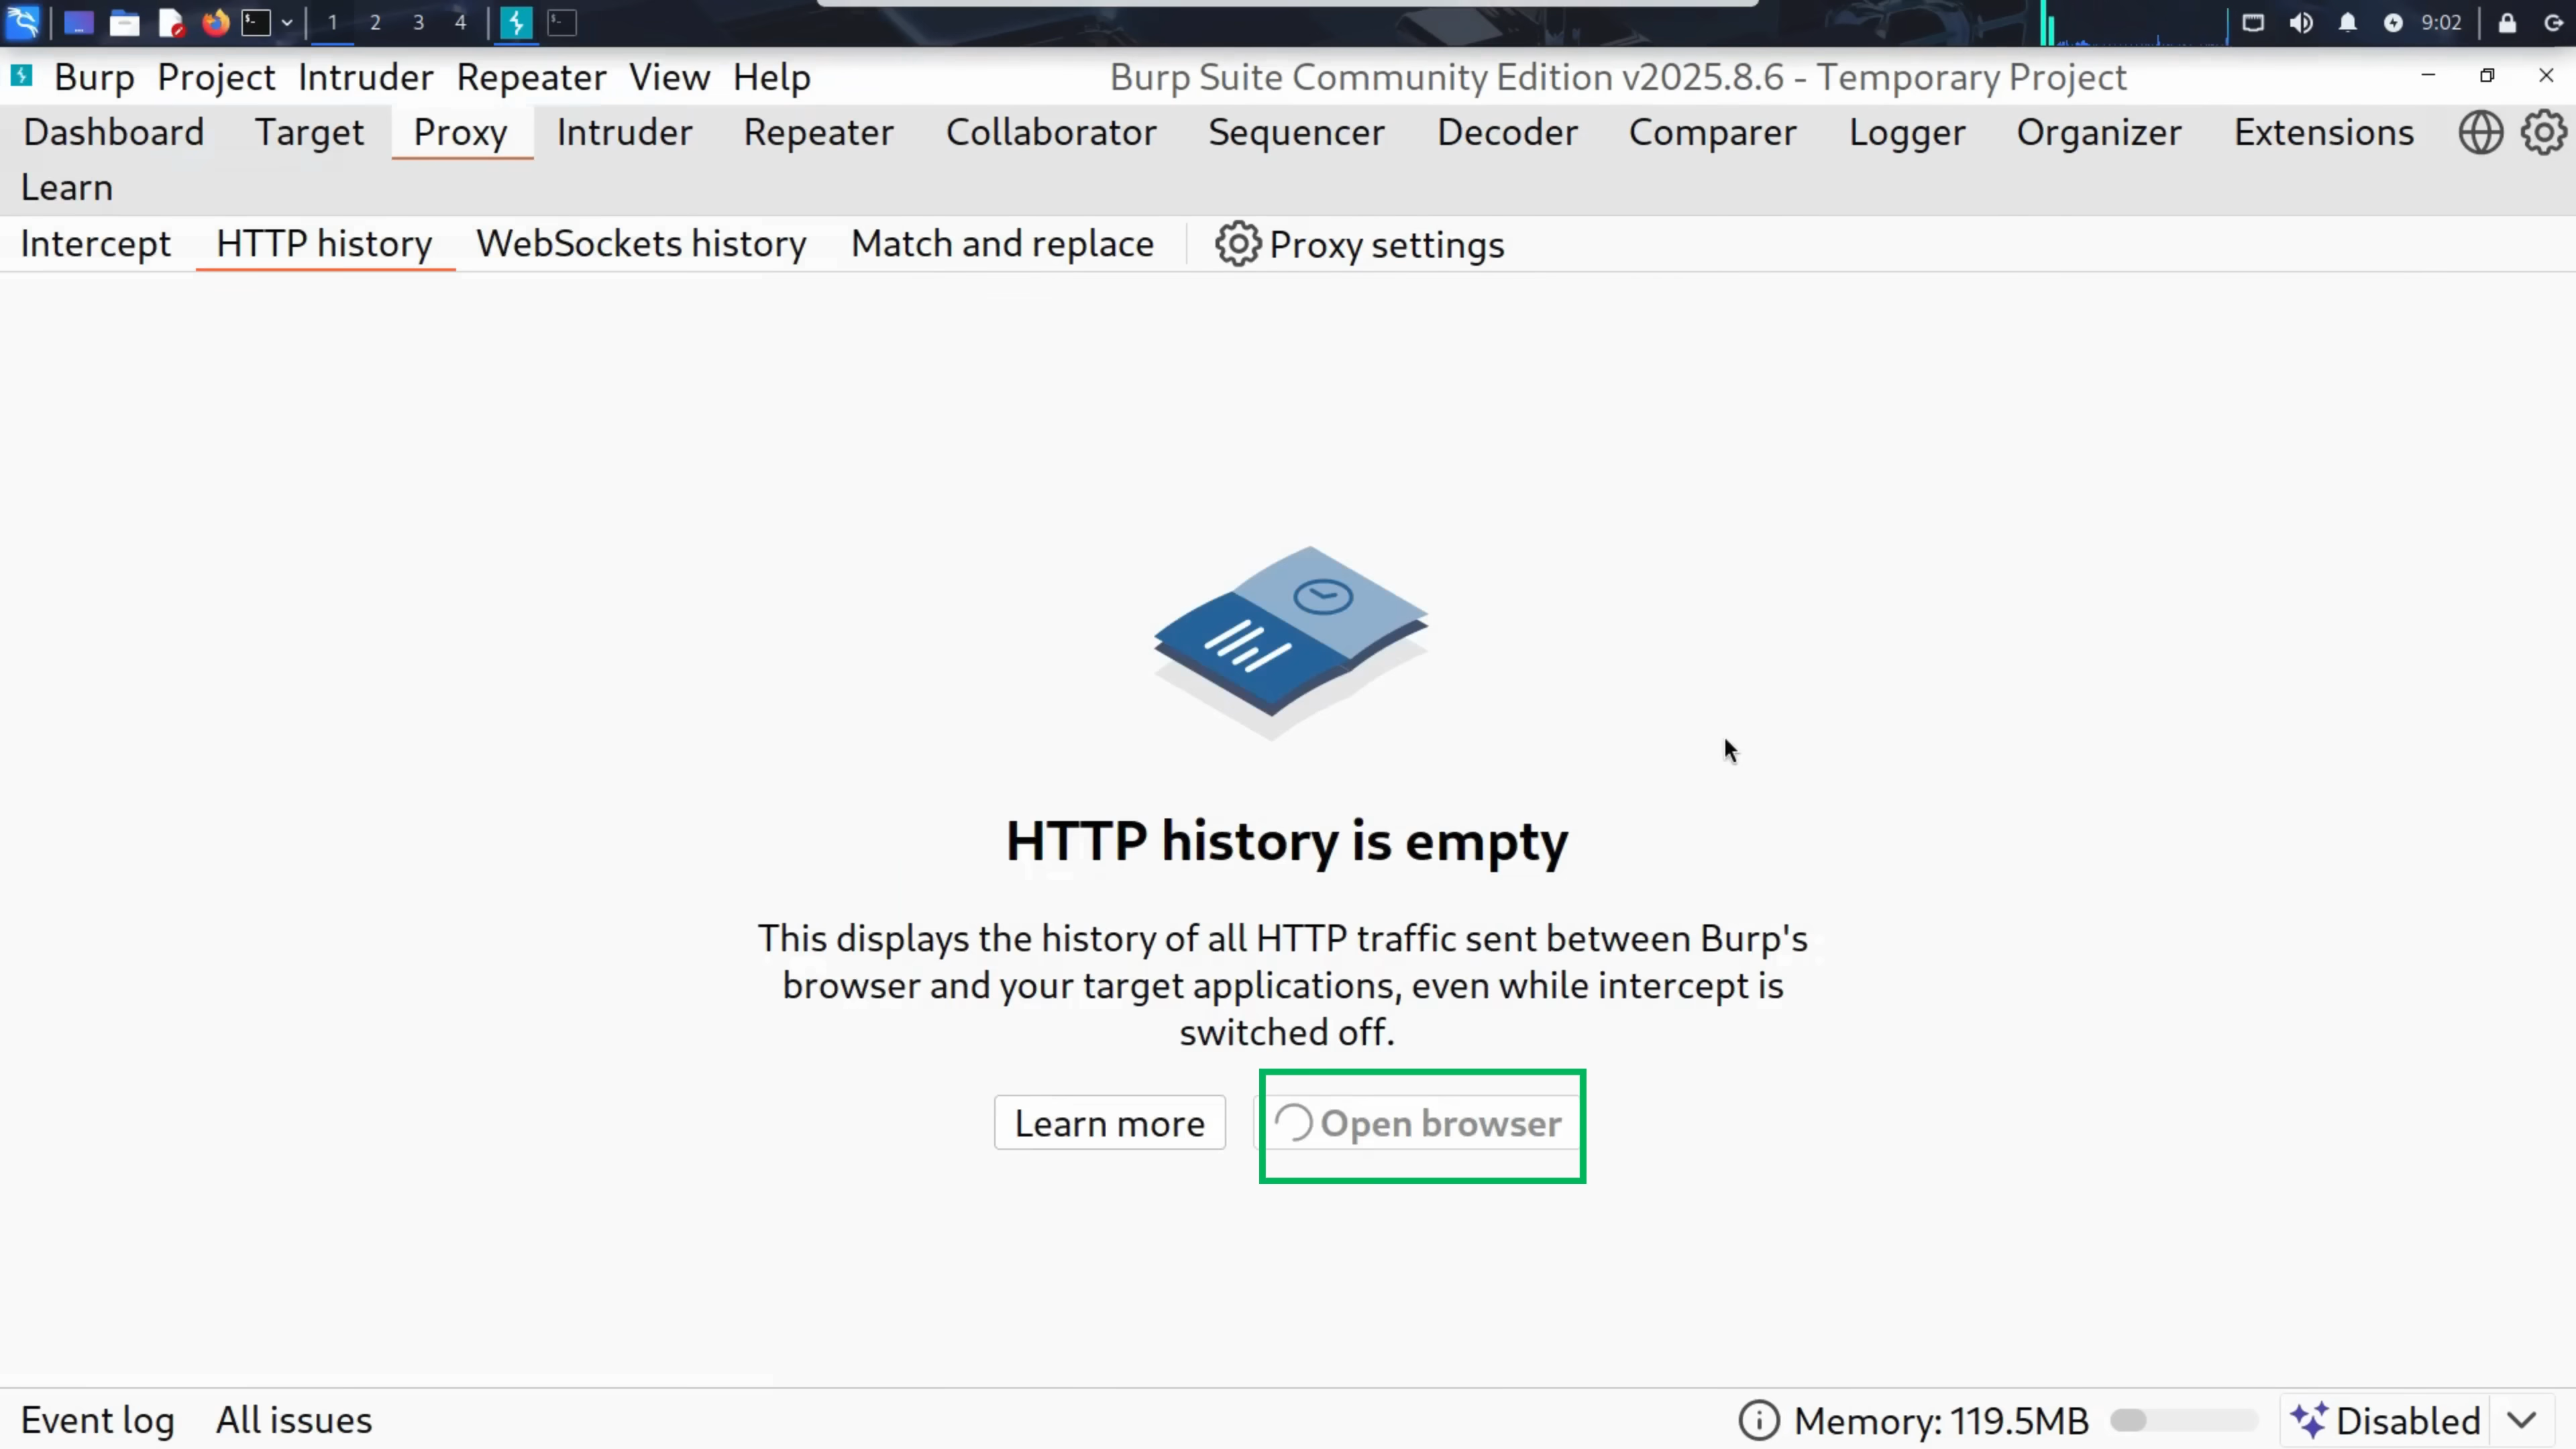 1 2 3 4 9:02
Burp Project Intruder Repeater View Help Burp Suite Community Edition v2025.8.6 - Temporary Project
Dashboard Target Proxy Intruder Repeater Collaborator Sequencer Decoder Comparer Logger Organizer Extensions
Learn
Intercept HTTP history WebSockets history Match and replace Proxy settings
HTTP history is empty
This displays the history of all HTTP traffic sent between Burp's
browser and your target applications, even while intercept is
switched off.
Learn more Open browser
Event log All issues Memory: 119.5MB Disabled